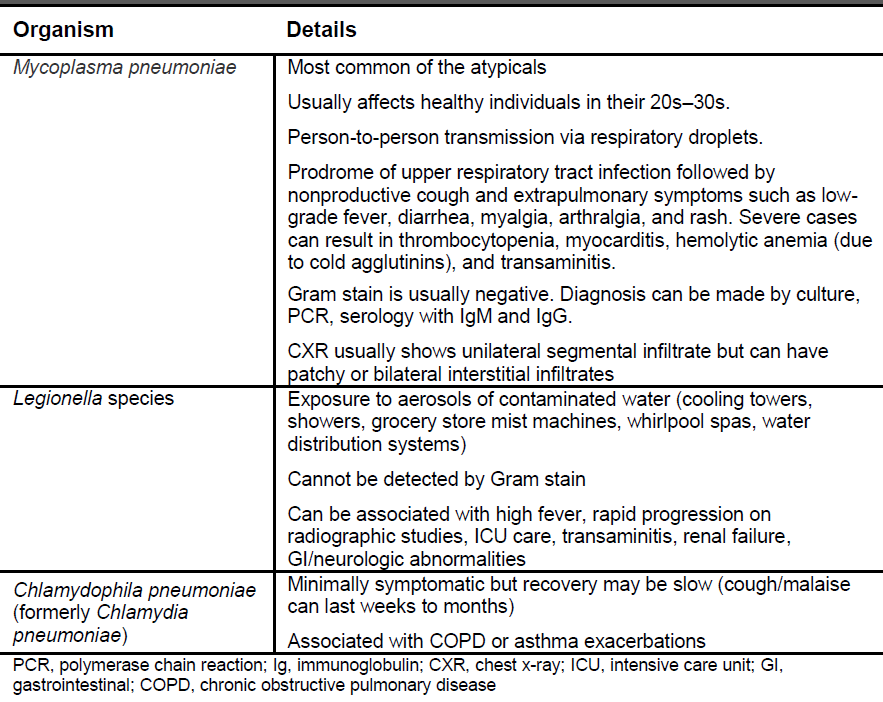 Organism Details
Mycoplasma pneumoniae Most common of the atypicals
Usually affects healthy individuals in their 20s–30s.
Person-to-person transmission via respiratory droplets.
Prodrome of upper respiratory tract infection followed by
nonproductive cough and extrapulmonary symptoms such as low-
grade fever, diarrhea, myalgia, arthralgia, and rash. Severe cases
can result in thrombocytopenia, myocarditis, hemolytic anemia (due
to cold agglutinins), and transaminitis.
Gram stain is usually negative. Diagnosis can be made by culture,
PCR, serology with IgM and IgG.
CXR usually shows unilateral segmental infiltrate but can have
patchy or bilateral interstitial infiltrates
Legionella species Exposure to aerosols of contaminated water (cooling towers,
showers, grocery store mist machines, whirlpool spas, water
distribution systems)
Cannot be detected by Gram stain
Can be associated with high fever, rapid progression on
radiographic studies, ICU care, transaminitis, renal failure,
GI/neurologic abnormalities
Chlamydophila pneumoniae
(formerly Chlamydia
pneumoniae)
Minimally symptomatic but recovery may be slow (cough/malaise
can last weeks to months)
Associated with COPD or asthma exacerbations
PCR, polymerase chain reaction; Ig, immunoglobulin; CXR, chest x-ray; ICU, intensive care unit; GI,
gastrointestinal; COPD, chronic obstructive pulmonary disease